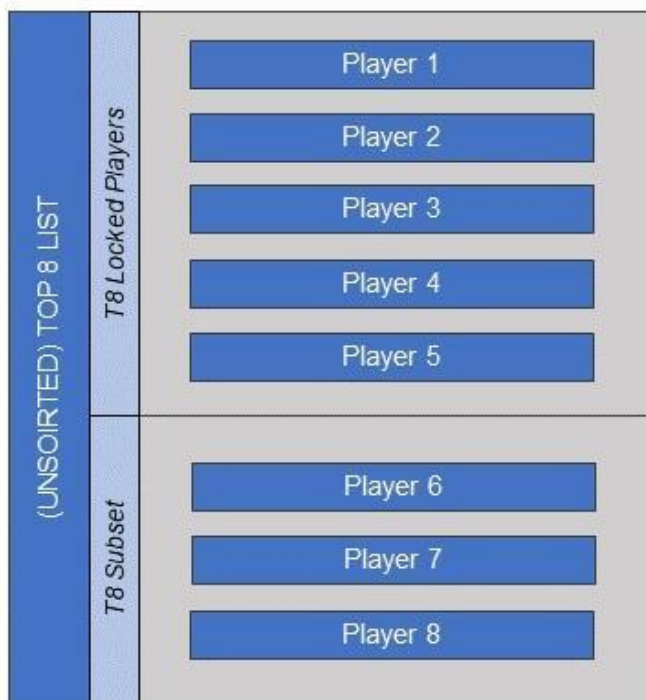 (UNSOIRTED) TOP 8 LIST
T8 Locked Players
Player 1
Player 2
Player 3
Player 4
Player 5
T8 Subset
Player 6
Player 7
Player 8